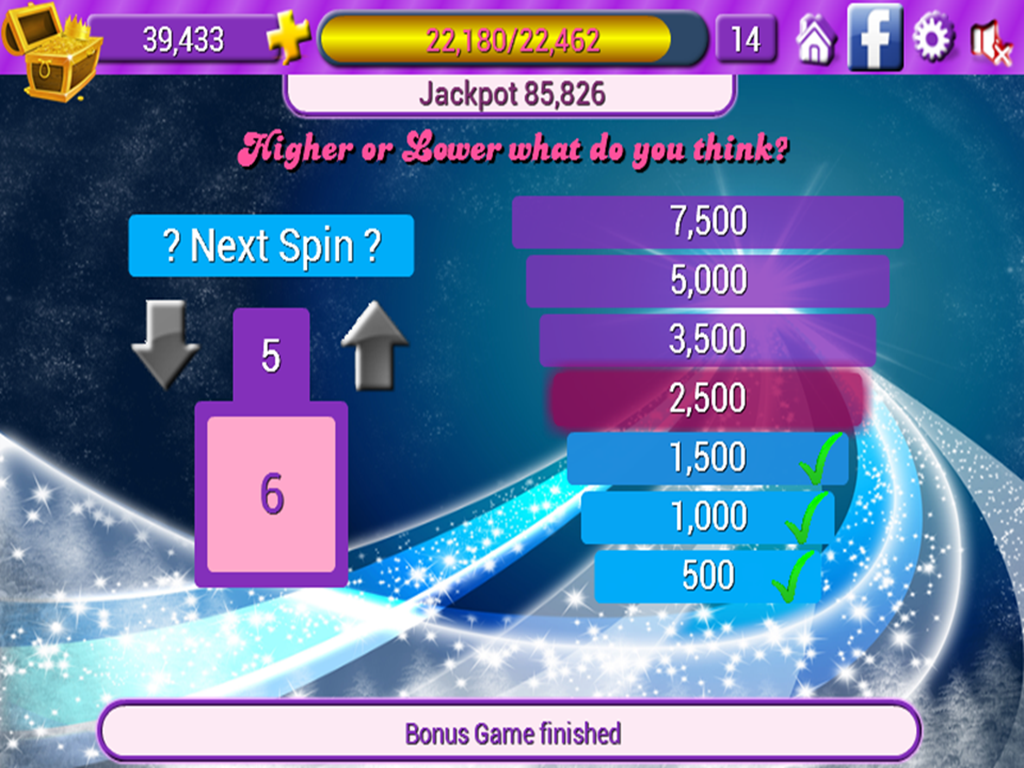 39,433
22,180/22,462
14
f
Jackpot 85,826
Higher or Lower what do you think?
? Next Spin ?
5
6
7,500
5,000
3,500
2,500
1,500
1,000
500
Bonus Game finished